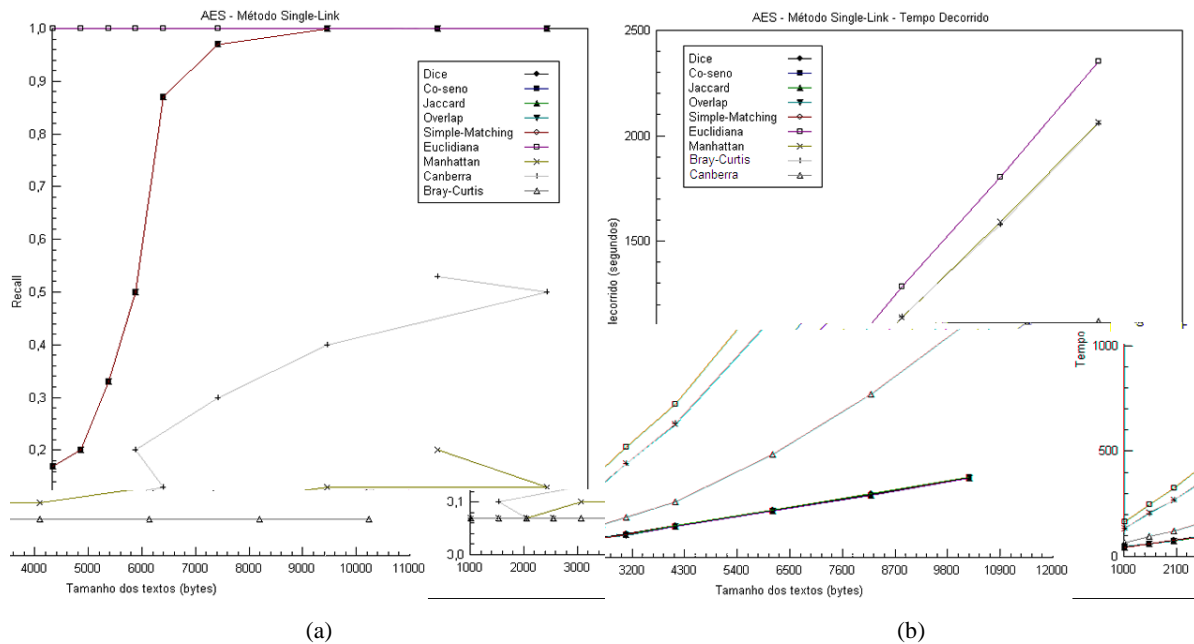 AES - Método Single-Link
1,0
0,9
0,8
0,7
0,6
0,5
0,4
0,3
0,2
Recall
Dice
Co-seno
Jaccard
Overlap
Simple-Matching
Euclidiana
Manhattan
Canberra
Bray-Curtis
3,1
3,0
4000 5000 6000 7000 8000 9000 10000 11000
1000 2000 3000
Tamanho dos textos (bytes)
(a)
AES - Método Single-Link - Tempo Decorrido
2500
2000
1500
lecorrido (segundos)
Dice
Co-seno
Jaccard
Overlap
Simple-Matching
Euclidiana
Manhattan
Bray-Curtis
Canberra
Tempo
1000
500
0
3200 4300 5400 6500 7600 8700 9800 10900 12000
1000 2100
Tamanho dos textos (bytes)
(b)